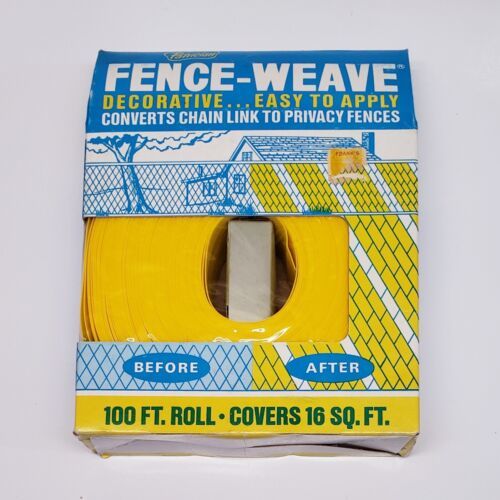 FENCE-WEAVE®
DECORATIVE...EASY TO APPLY
CONVERTS CHAIN LINK TO PRIVACY FENCES
FRANK'S
BEFORE
AFTER
100 FT. ROLL • COVERS 16 SQ. FT.